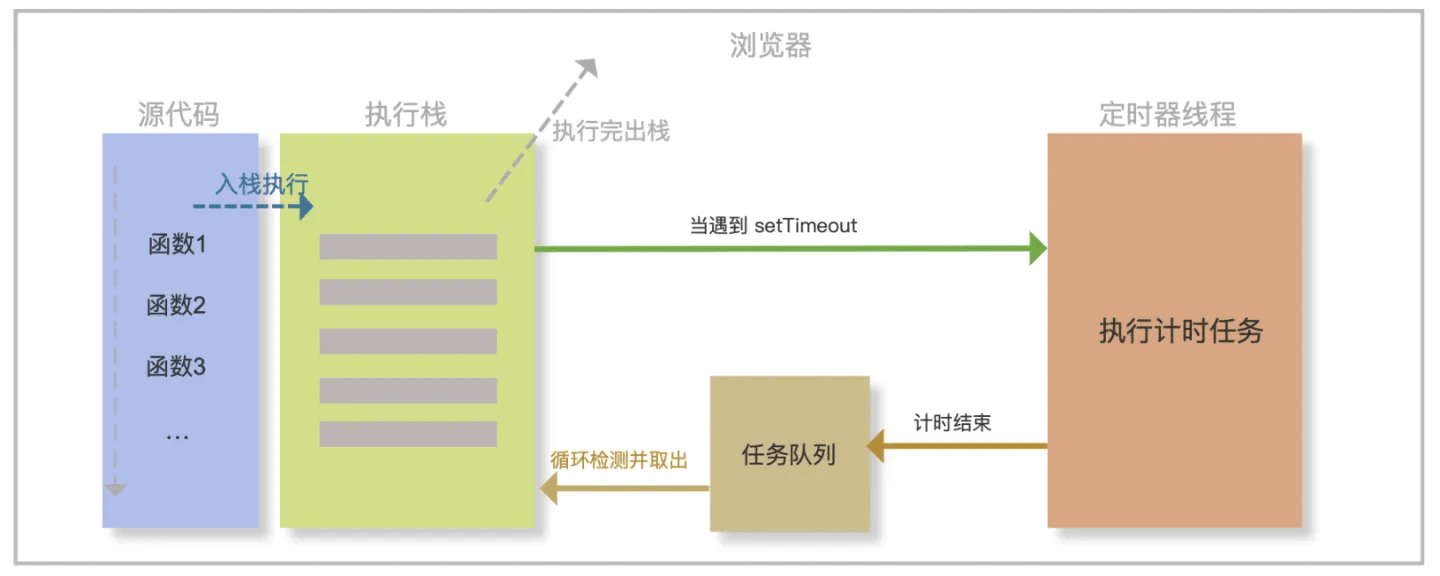 浏览器
源代码
执行栈
定时器线程
执行完出栈
入栈执行
当遇到 setTimeout
函数1
函数2
函数3
...
执行计时任务
计时结束
任务队列
循环检测并取出